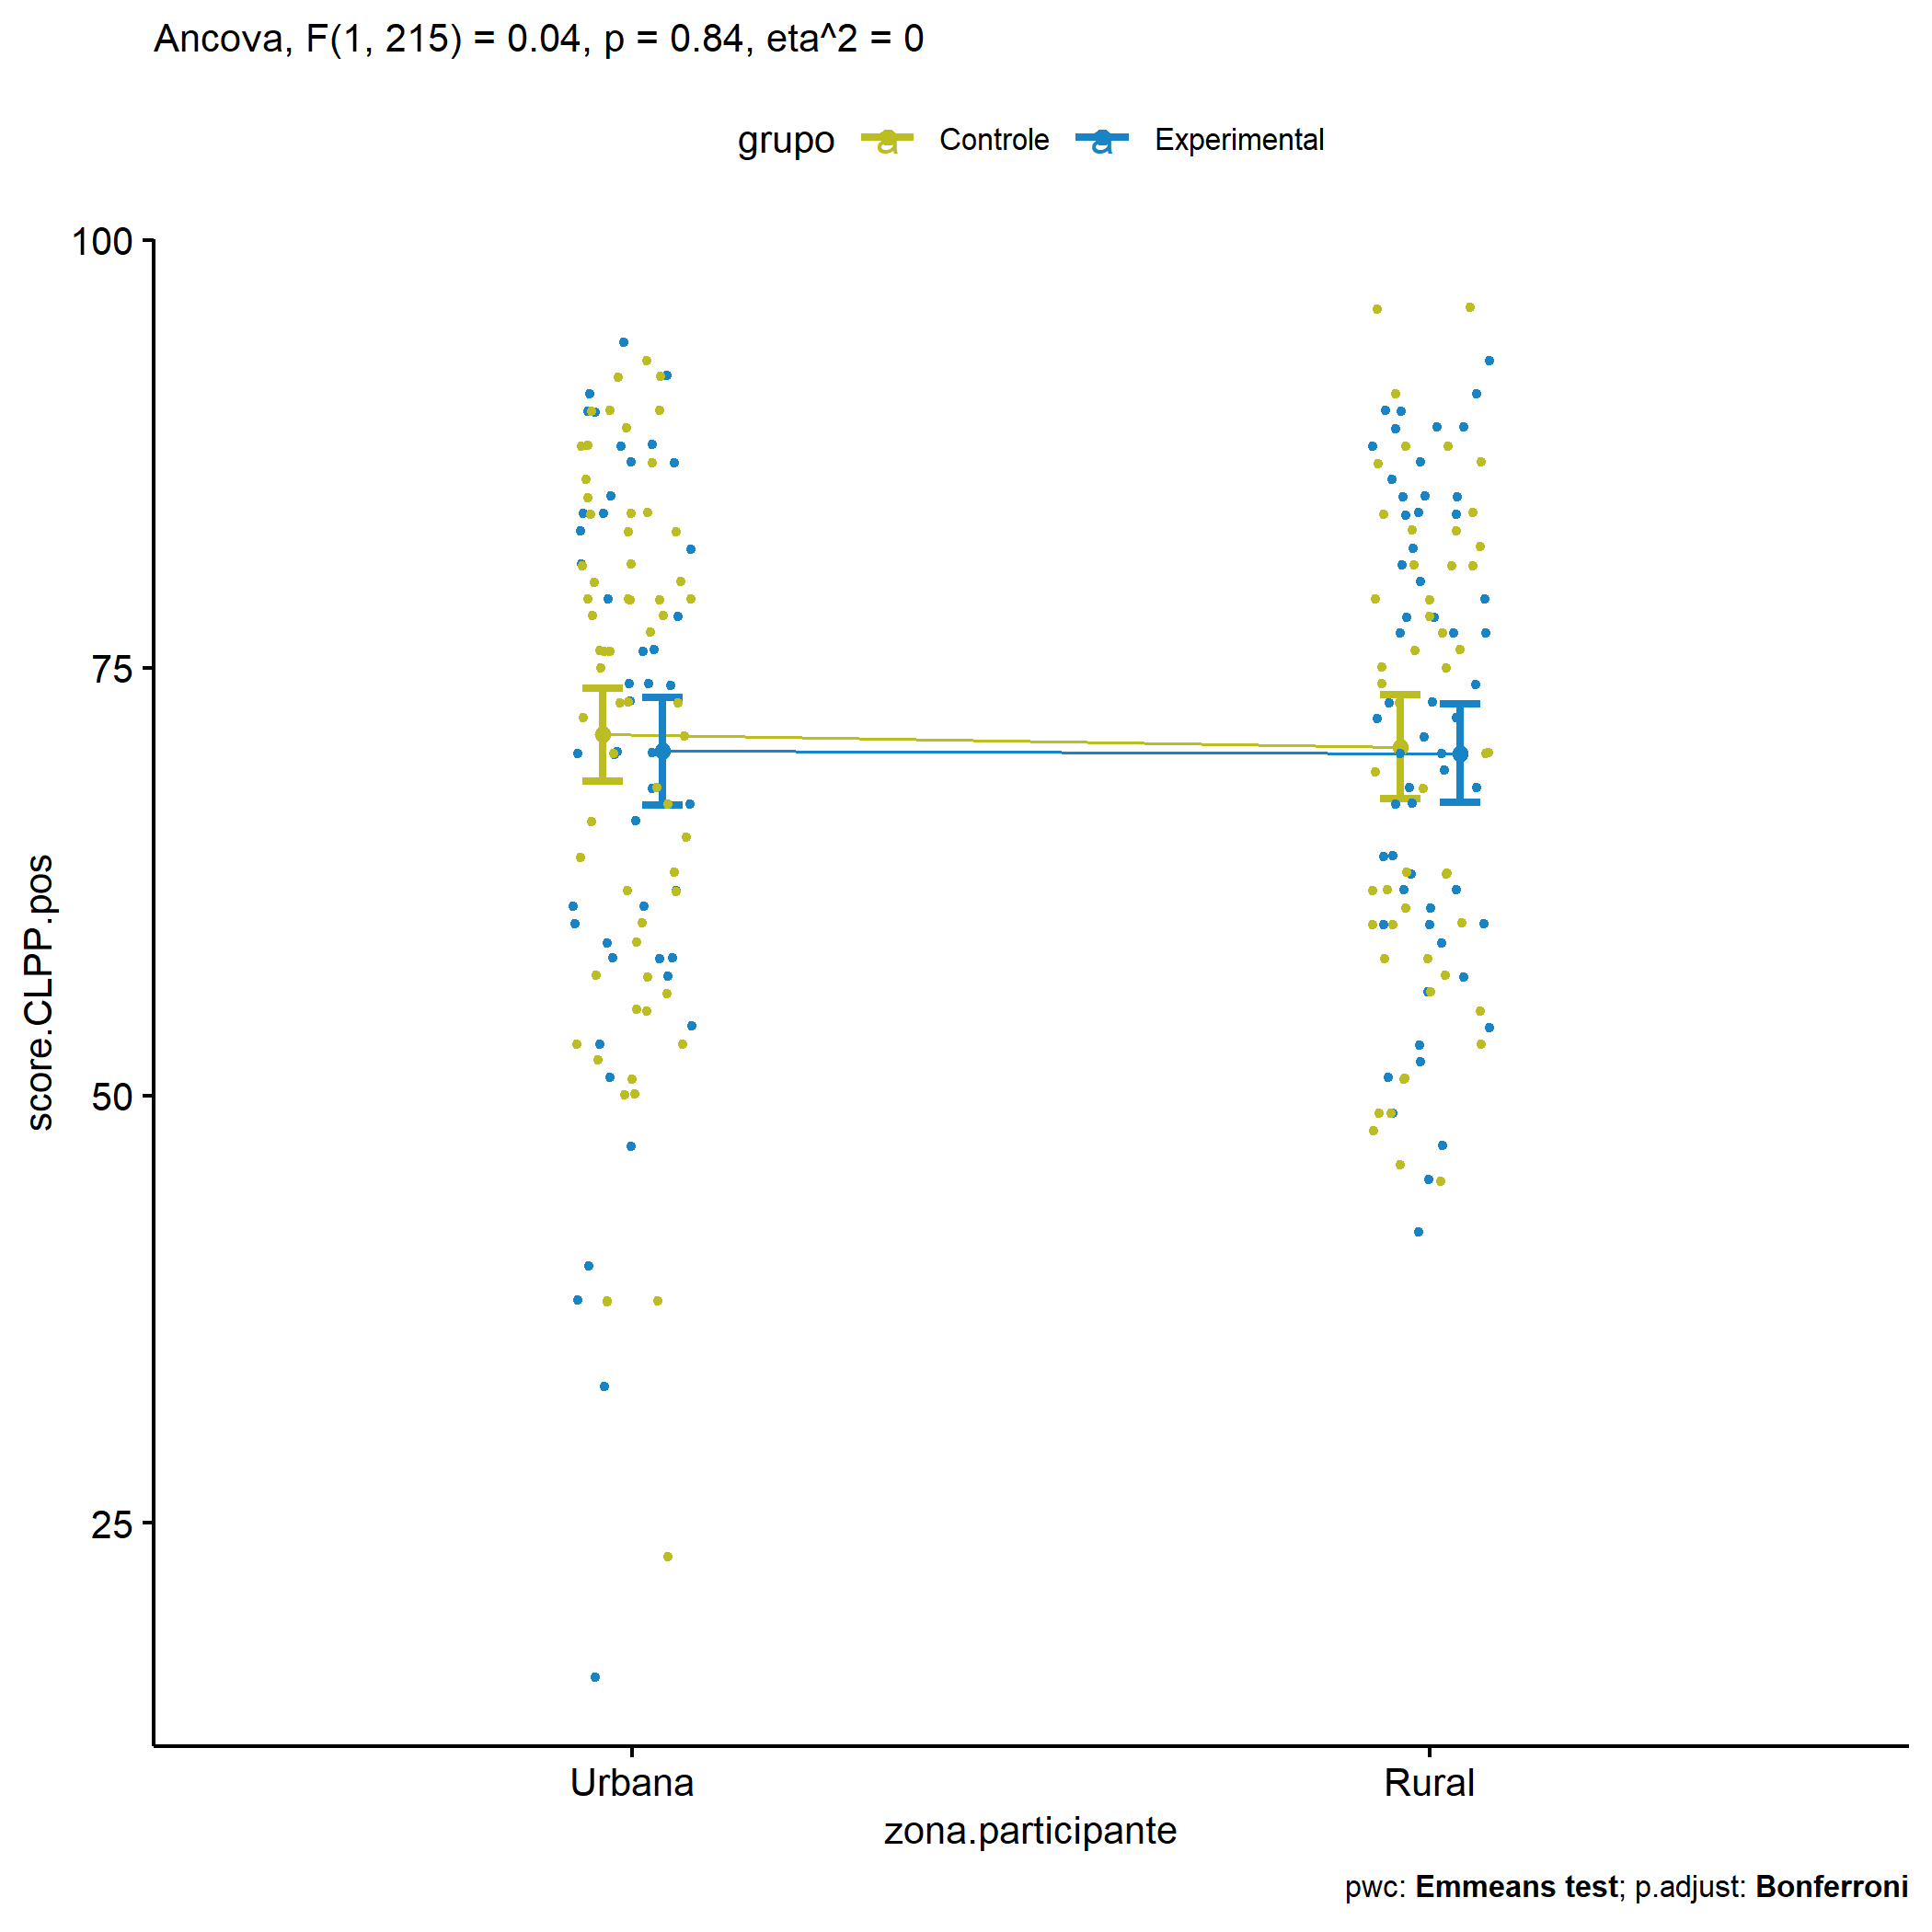 Ancova, F(1, 215) = 0.04, p = 0.84, eta^2 = 0
grupo a Controle a Experimental
100
75
50
25
score.CLPP.pos
Urbana Rural
zona.participante
pwc: Emmeans test; p.adjust: Bonferroni